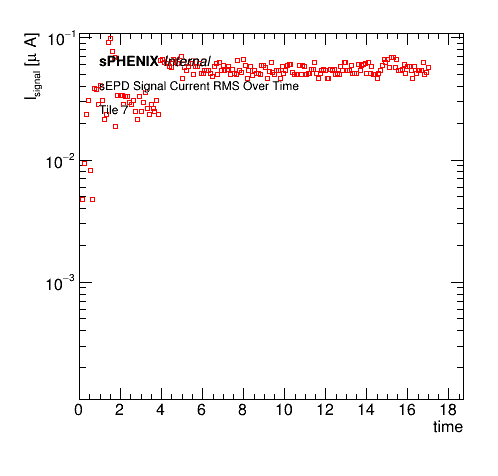 10⁻¹
I_signal [μ A]
sPHENIX Internal
sEPD Signal Current RMS Over Time
Tile 7
10⁻²
10⁻³
0 2 4 6 8 10 12 14 16 18
time